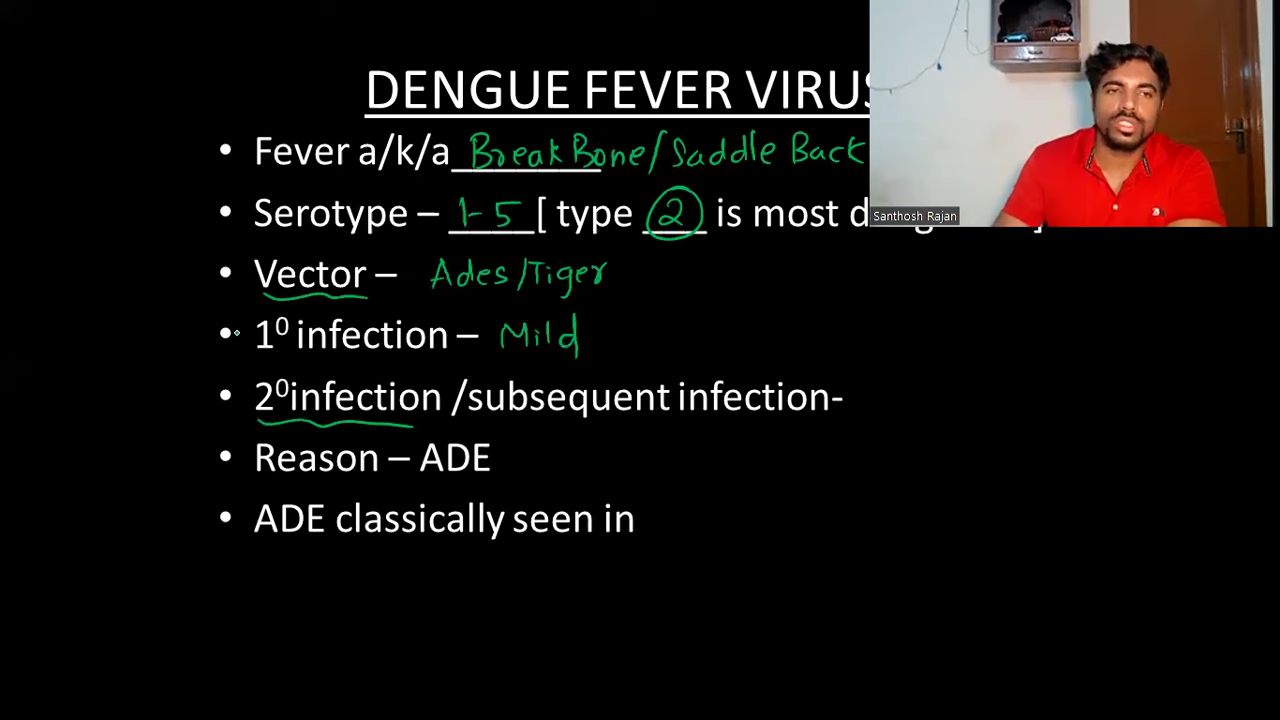 DENGUE FEVER VIRUS
• Fever a/k/a Break Bone/Saddle Back
• Serotype – 1-5 [ type 2 is most
Santhosh Rajan
• Vector – Ades/Tiger
• 1⁰ infection – Mild
• 2⁰infection /subsequent infection-
• Reason – ADE
• ADE classically seen in